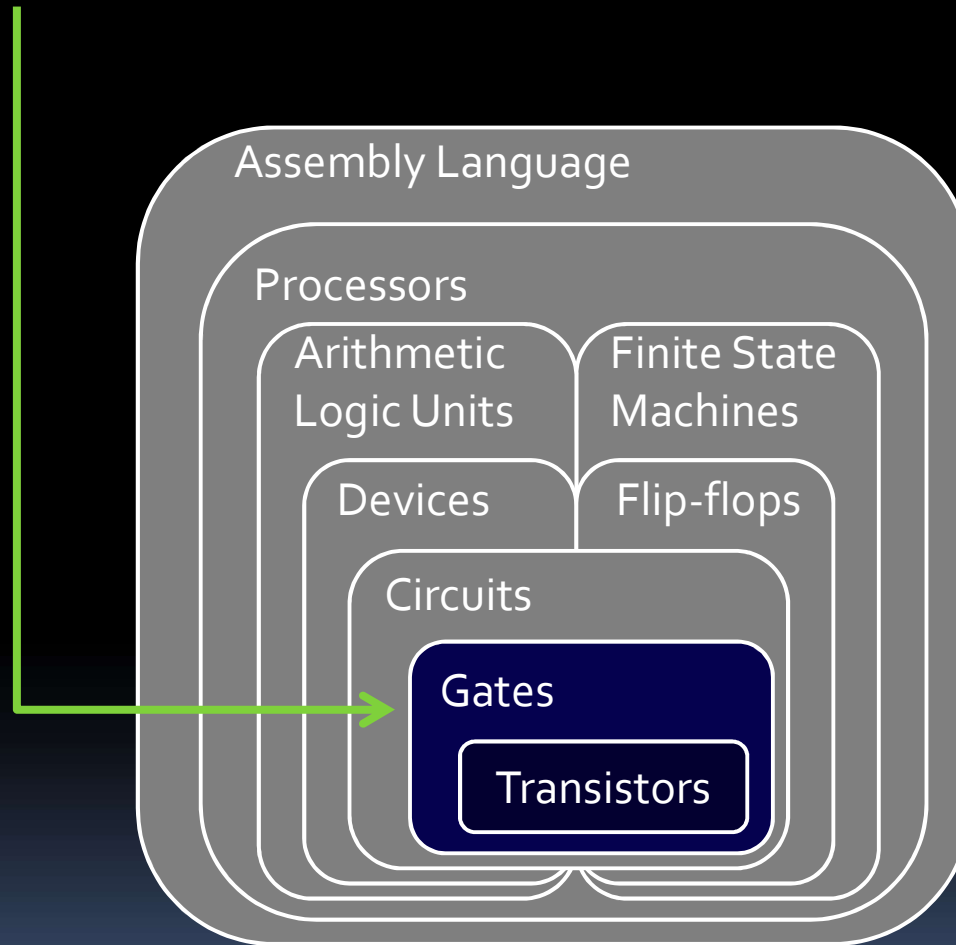 Assembly Language
Processors
Arithmetic
Logic Units
Finite State
Machines
Devices
Flip-flops
Circuits
Gates
Transistors